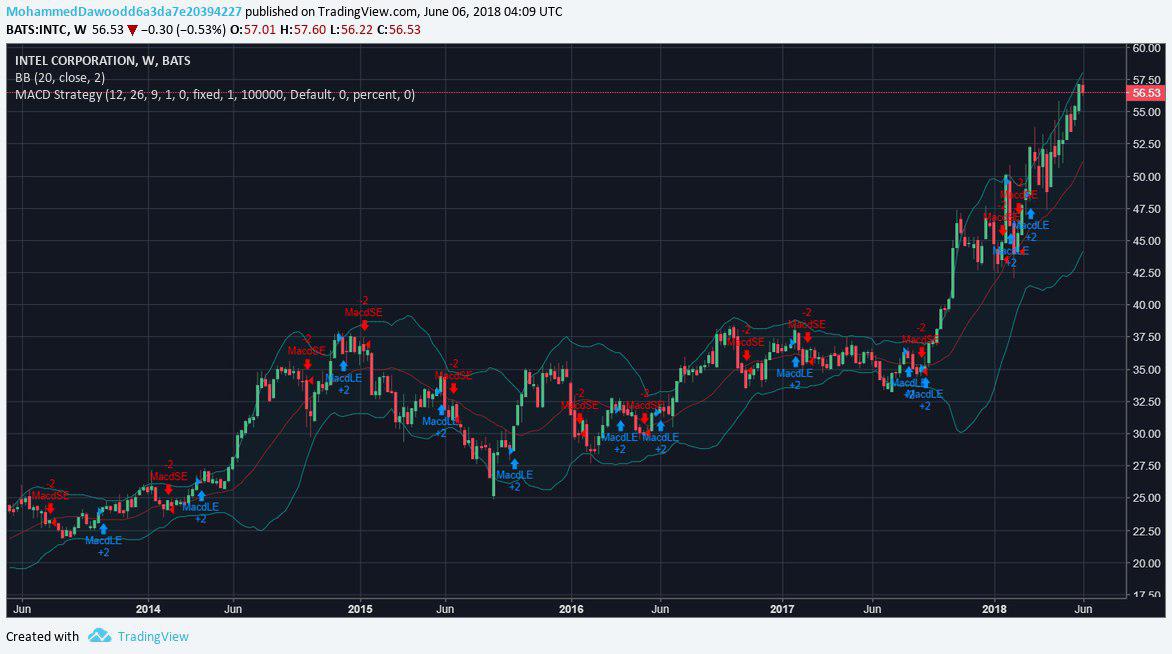 MohammedDawoodd6a3da7e20394227 published on TradingView.com, June 06, 2018 04:09 UTC
BATS:INTC, W 56.53 ▼ −0.30 (−0.53%) O:57.01 H:57.60 L:56.22 C:56.53
INTEL CORPORATION, W, BATS
BB (20, close, 2)
MACD Strategy (12, 26, 9, 1, 0, fixed, 1, 100000, Default, 0, percent, 0)
60.00
57.50
56.53
55.00
52.50
50.00
47.50
45.00
42.50
40.00
37.50
35.00
32.50
30.00
27.50
25.00
22.50
20.00
17.50
-2
MacdSE
MacdLE
+2
-2
MacdSE
MacdLE
+2
-2
MacdSE
MacdLE
+2
-2
MacdSE
MacdLE
+2
-2
MacdSE
MacdLE
+2
-2
MacdSE
MacdLE
+2
-2
MacdSE
MacdLE
+2
-2
MacdSE
MacdLE
+2
-2
MacdSE
-2
MacdSE
MacdLE
+2
MacdLE
+2
-2
MacdSE
MacdLE
+2
Jun
2014
Jun
2015
Jun
2016
Jun
2017
Jun
2018
Jun
Created with TradingView